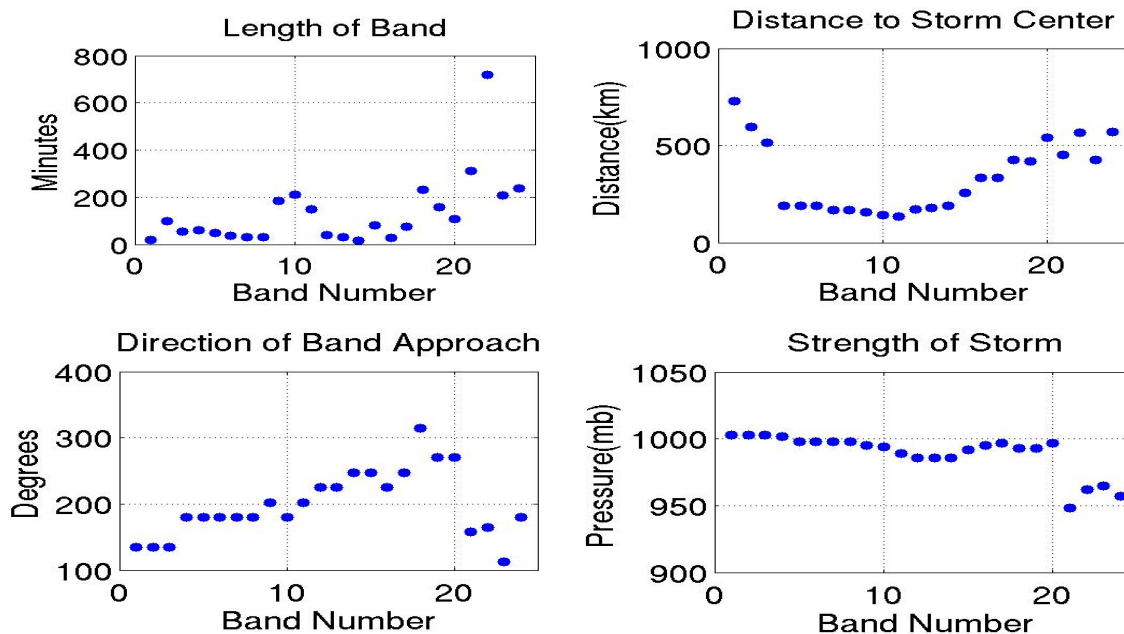 Length of Band
800
600
400
200
0
Minutes
0 10 20
Band Number
Distance to Storm Center
1000
500
0
Distance(km)
0 10 20
Band Number
Direction of Band Approach
400
300
200
100
Degrees
0 10 20
Band Number
Strength of Storm
1050
1000
950
900
Pressure(mb)
0 10 20
Band Number